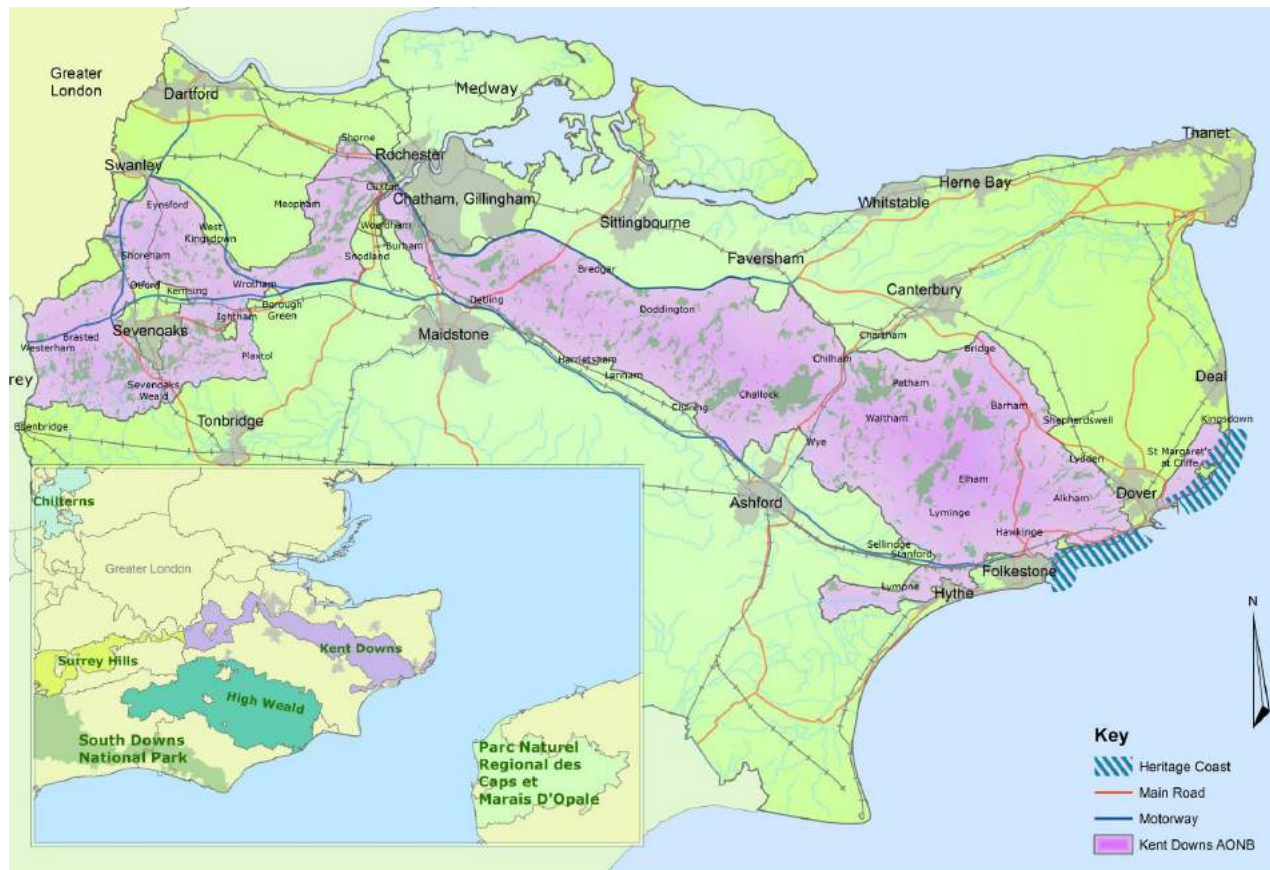 Greater
London
Dartford
Medway
Thanet
Shorne
Rochester
Swanley
Cuxton
Herne Bay
Eynsford
Meopham
Chatham, Gillingham
Whitstable
West
Kingsdown
Wouldham
Sittingbourne
Burham
Shoreham
Snodland
Faversham
Bredgar
Otford
Kemsing
Wrotham
Canterbury
Borough
Green
Detling
Doddington
Ightham
Sevenoaks
Maidstone
Chartham
Brasted
Westerham
Plaxtol
Harrietsham
Chilham
Bridge
Lenham
rey
Sevenoaks
Weald
Challock
Petham
Deal
Charing
Waltham
Barham
Kingsdown
Tonbridge
Shepherdswell
Edenbridge
Wye
St Margaret's
at Cliffe
Lydden
Elham
Dover
Ashford
Alkham
Lyminge
Hawkinge
Sellindge
Stanford
Folkestone
Lympne
Hythe
Chilterns
Greater London
Kent Downs
Surrey Hills
High Weald
South Downs
National Park
Parc Naturel
Regional des
Caps et
Marais D'Opale
N
Key
Heritage Coast
Main Road
Motorway
Kent Downs AONB